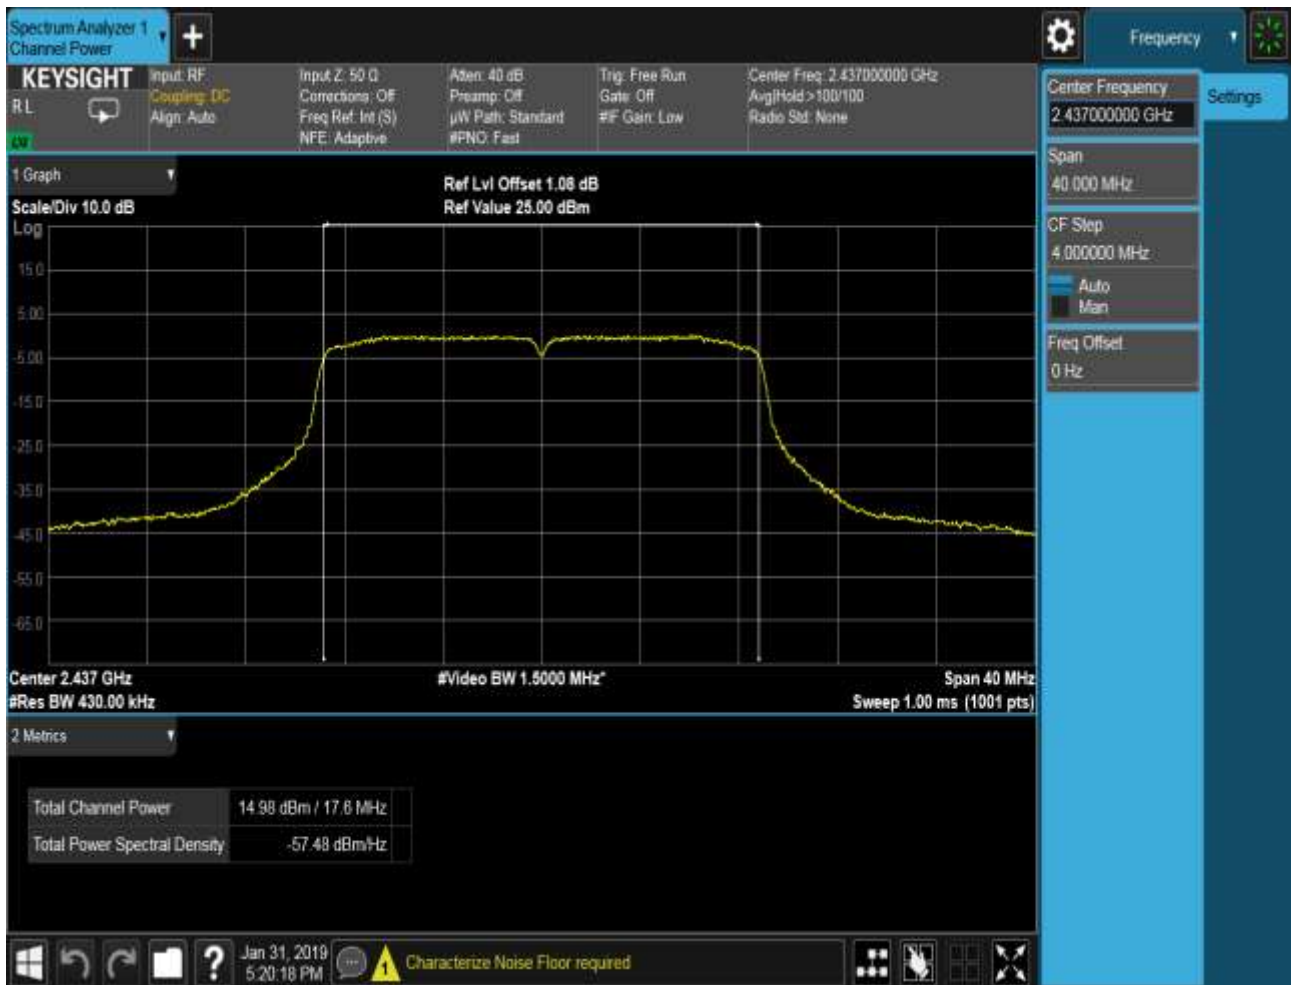 Spectrum Analyzer 1
Channel Power
Frequency
KEYSIGHT
R L
Input: RF
Coupling: DC
Align: Auto
Input Z: 50 Ω
Corrections: Off
Freq Ref: Int (S)
NFE: Adaptive
Atten: 40 dB
Preamp: Off
µW Path: Standard
#PNO: Fast
Trig: Free Run
Gate: Off
#IF Gain: Low
Center Freq: 2.437000000 GHz
Avg|Hold:>100/100
Radio Std: None
Center Frequency
2.437000000 GHz
Settings
Span
40.000 MHz
CF Step
4.000000 MHz
Auto
Man
Freq Offset
0 Hz
1 Graph
Scale/Div 10.0 dB
Ref Lvl Offset 1.08 dB
Ref Value 25.00 dBm
Log
15.0
5.00
-5.00
-15.0
-25.0
-35.0
-45.0
-55.0
-65.0
Center 2.437 GHz
#Video BW 1.5000 MHz*
Span 40 MHz
#Res BW 430.00 kHz
Sweep 1.00 ms (1001 pts)
2 Metrics
Total Channel Power 14.98 dBm / 17.6 MHz
Total Power Spectral Density -57.48 dBm/Hz
Jan 31, 2019
5:20:18 PM
1
Characterize Noise Floor required